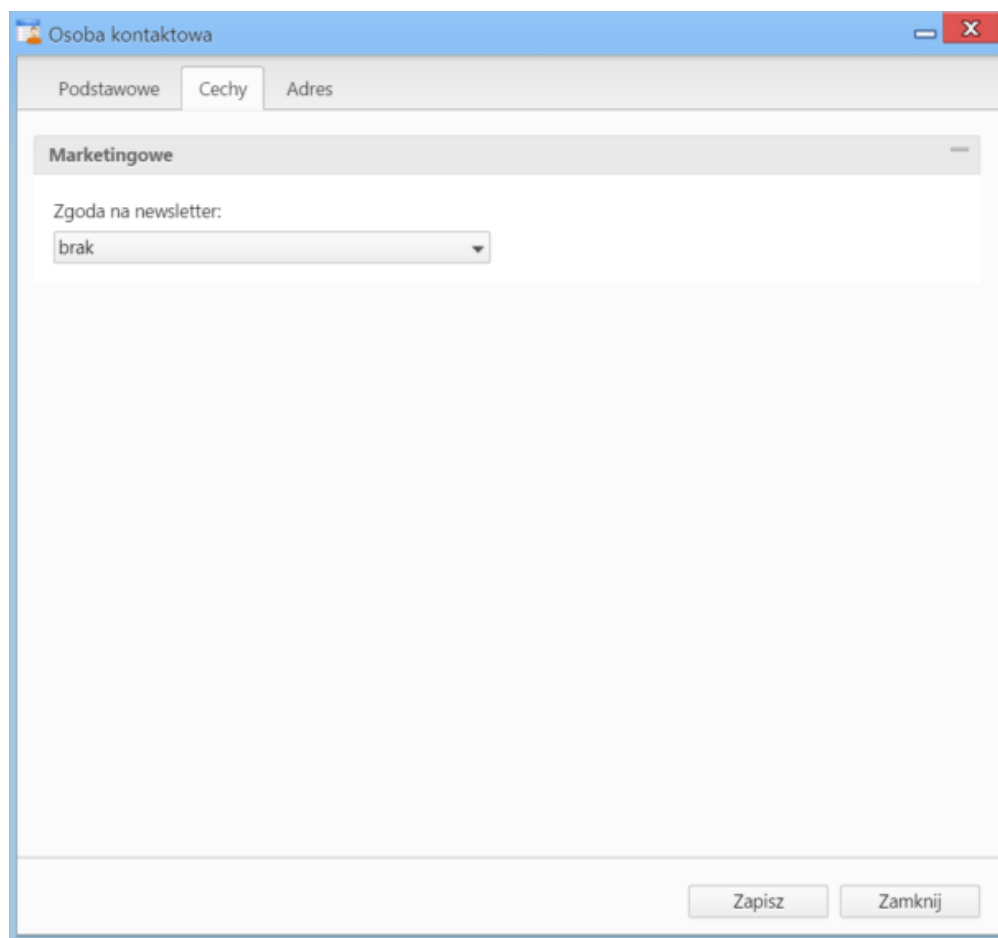 Osoba kontaktowa
Podstawowe Cechy Adres
Marketingowe
Zgoda na newsletter:
brak
Zapisz Zamknij